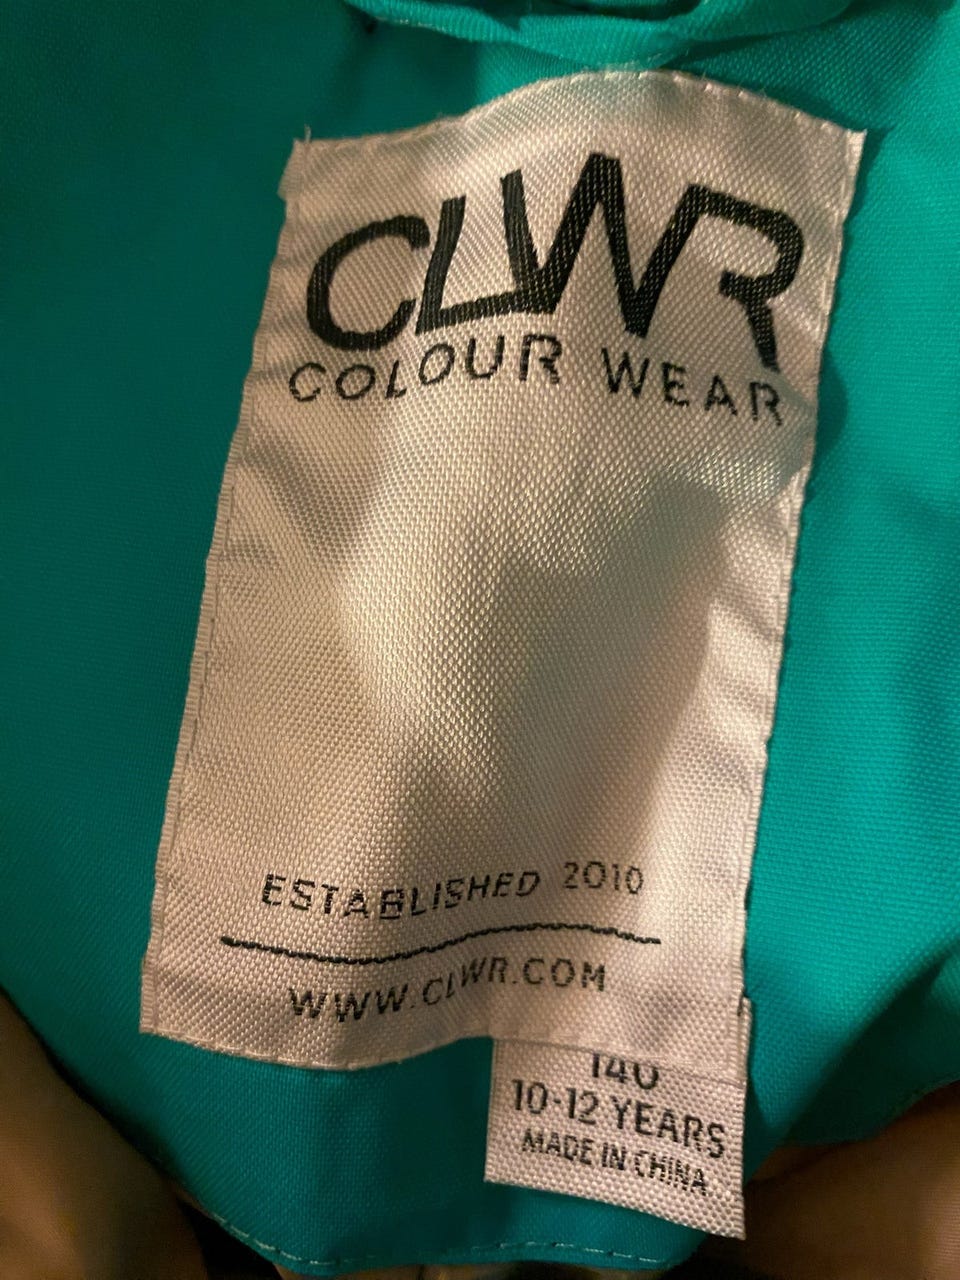 CLWR
COLOUR WEAR
ESTABLISHED 2010
WWW.CLWR.COM
140
10-12 YEARS
MADE IN CHINA